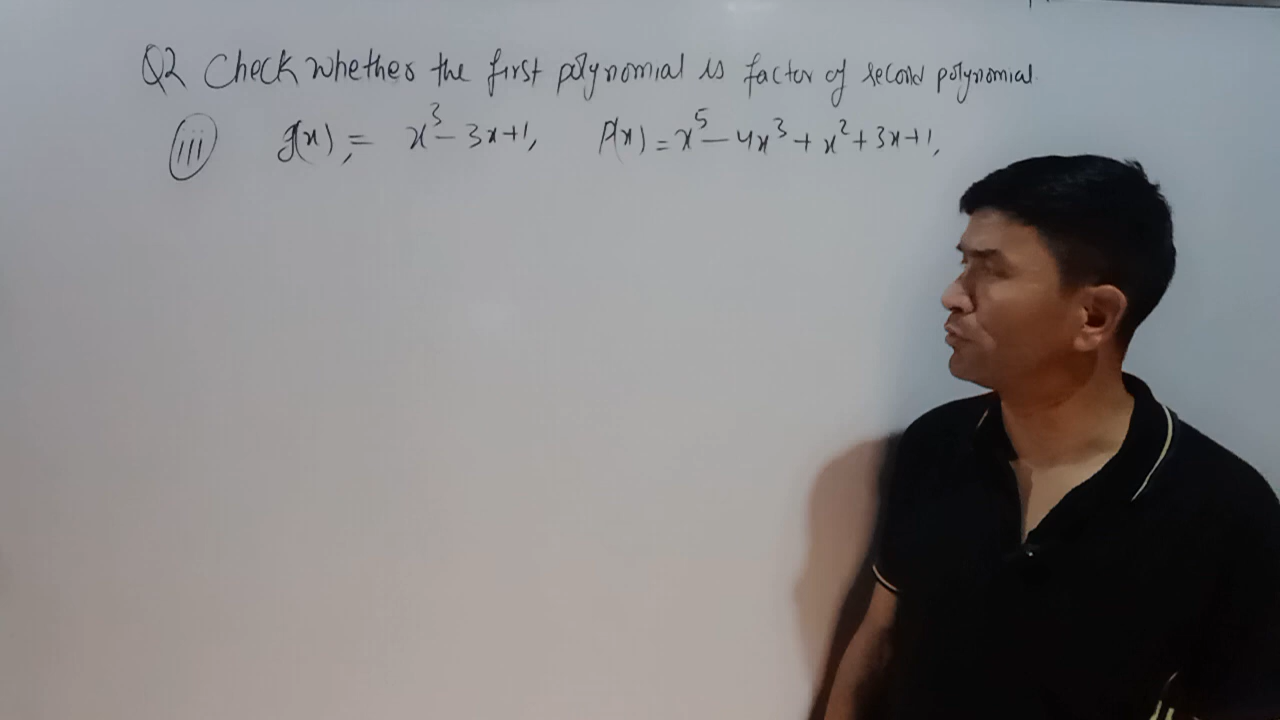 Q2 Check whether the first polynomial is factor of second polynomial.
(iii) g(x), = x³ - 3x+1, P(x) = x⁵ - 4x³ + x² + 3x+1,